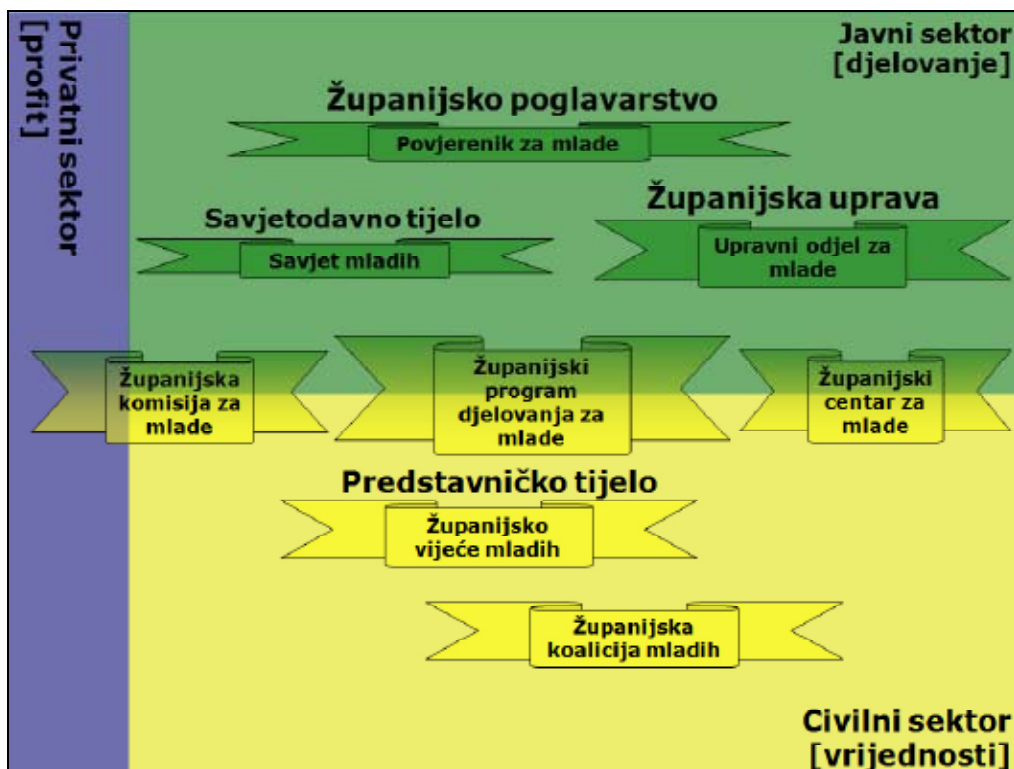 Privatni sektor
[profit]
Javni sektor
[djelovanje]
Županijsko poglavarstvo
Povjerenik za mlade
Županijska uprava
Savjetodavno tijelo
Upravni odjel za
mlade
Savjet mladih
Županijska
komisija za
mlade
Županijski
program
djelovanja za
mlade
Županijski
centar za
mlade
Predstavničko tijelo
Županijsko
vijeće mladih
Županijska
koalicija mladih
Civilni sektor
[vrijednosti]